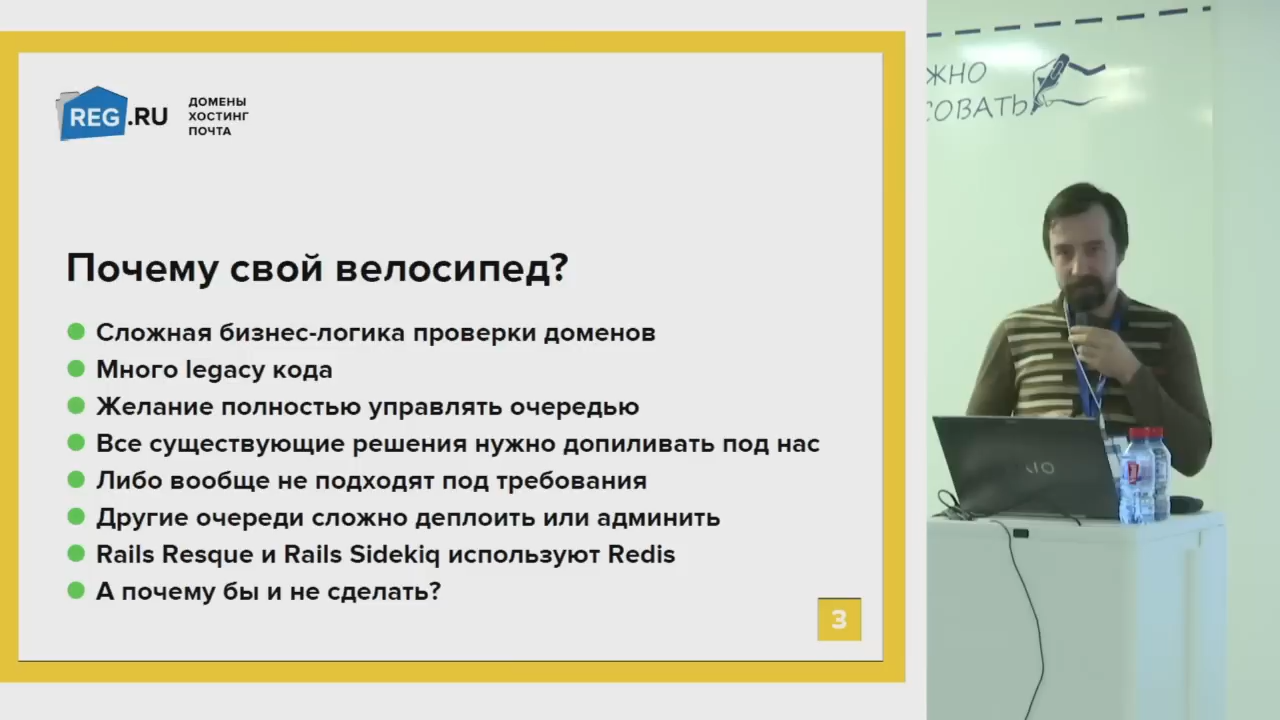 REG.RU
ДОМЕНЫ
ХОСТИНГ
ПОЧТА
Почему свой велосипед?
Сложная бизнес-логика проверки доменов
Много legacy кода
Желание полностью управлять очередью
Все существующие решения нужно допиливать под нас
Либо вообще не подходят под требования
Другие очереди сложно деплоить или админить
Rails Resque и Rails Sidekiq используют Redis
А почему бы и не сделать?
3